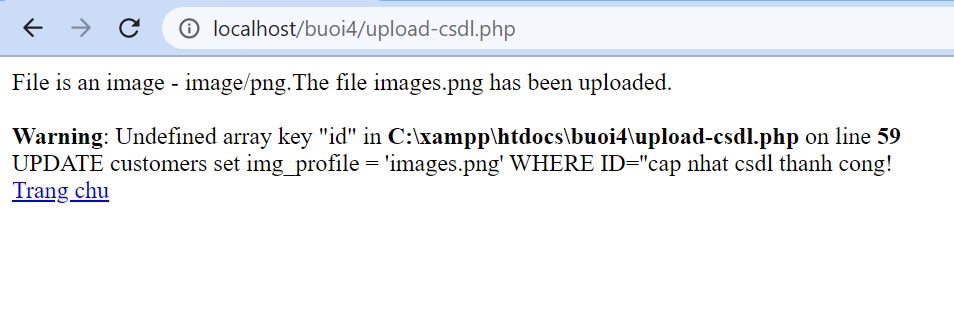 localhost/buoi4/upload-csdl.php
File is an image - image/png.The file images.png has been uploaded.
Warning: Undefined array key "id" in C:\xampp\htdocs\buoi4\upload-csdl.php on line 59
UPDATE customers set img_profile = 'images.png' WHERE ID=''cap nhat csdl thanh cong!
Trang chu